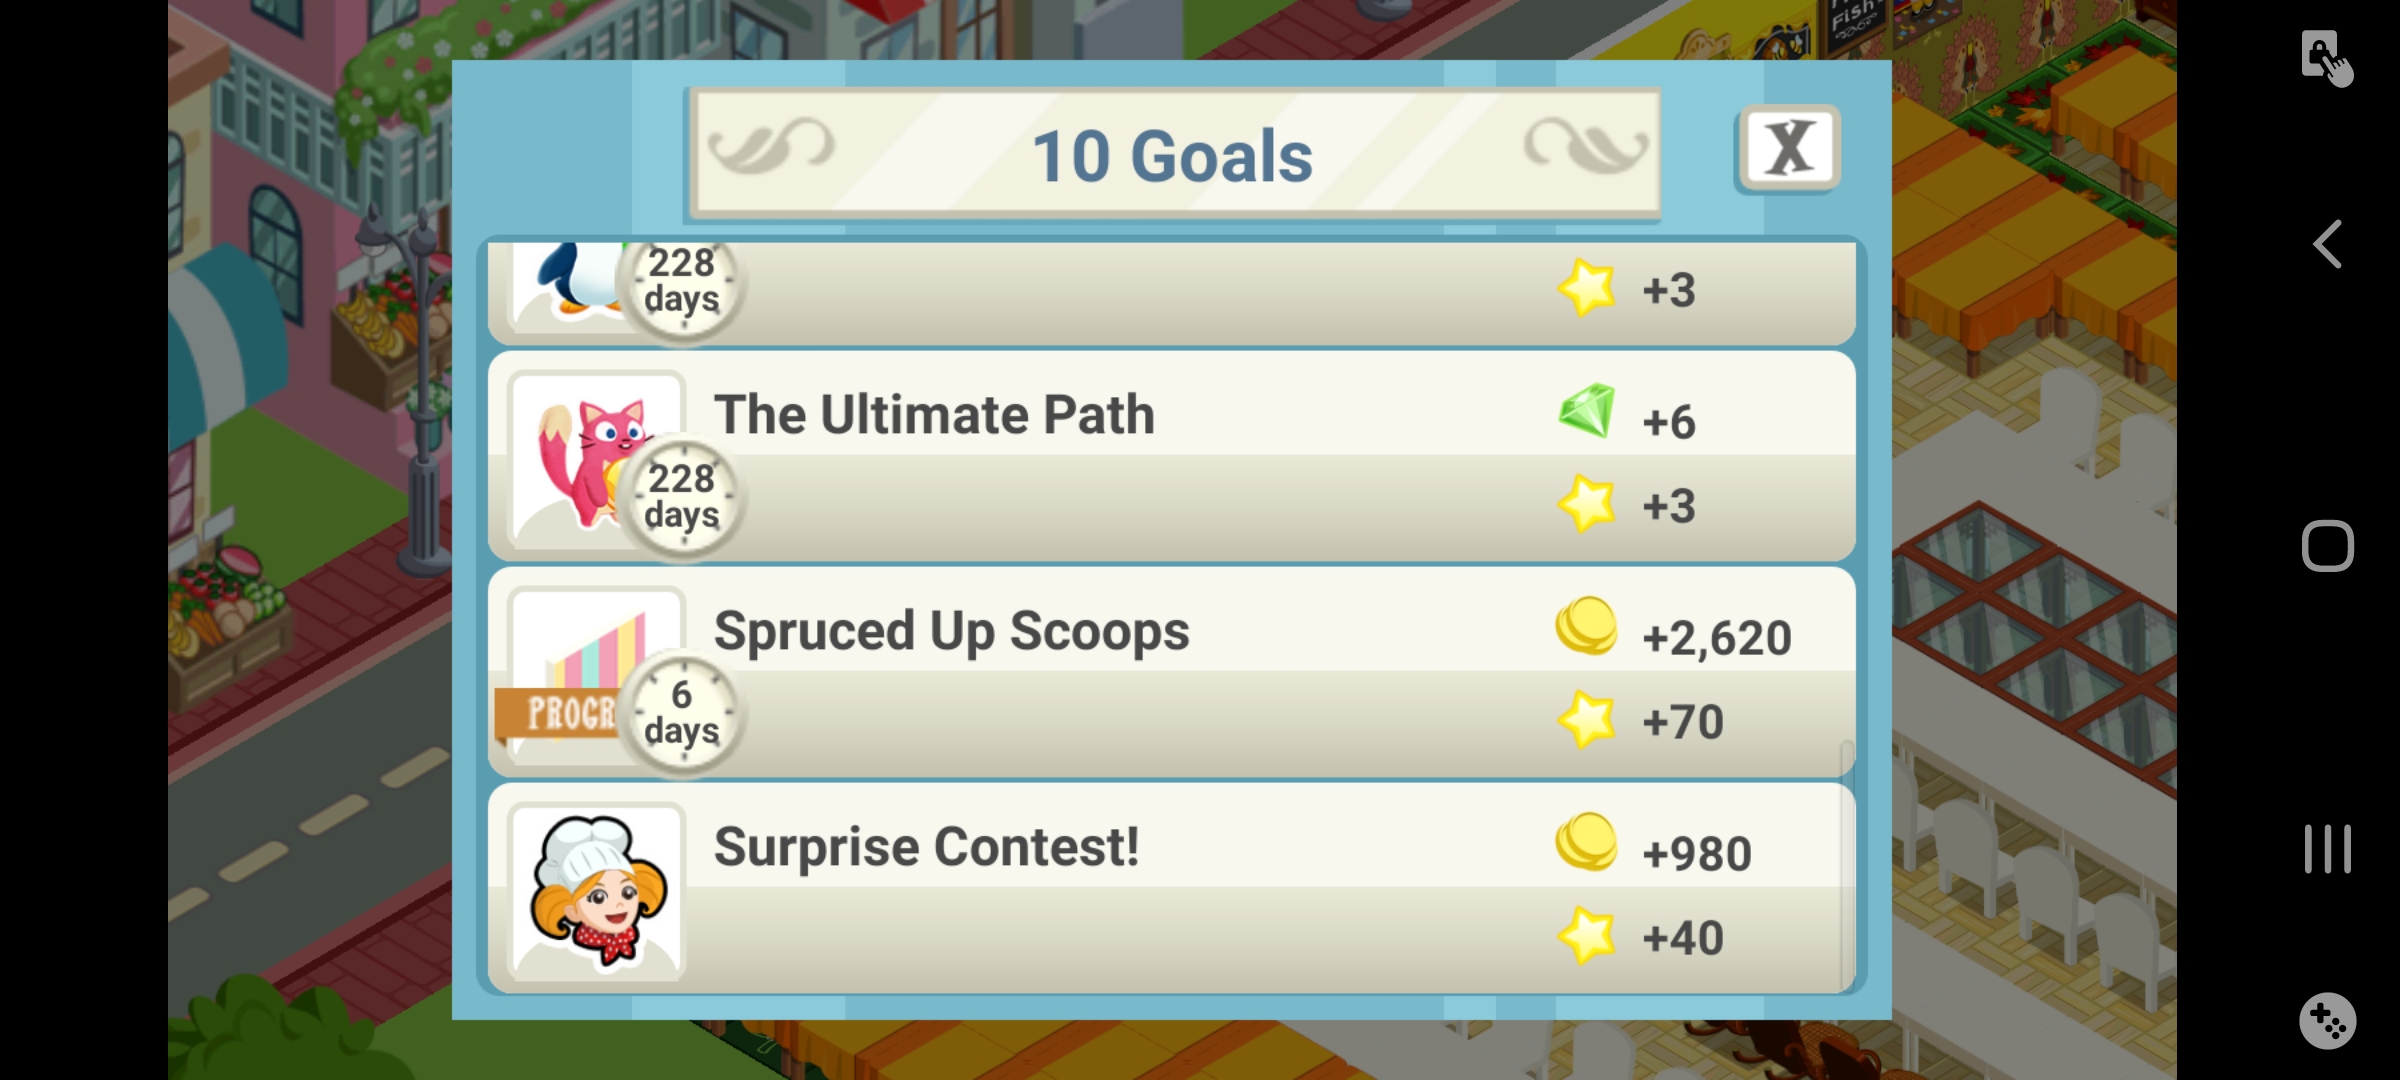 Fish
10 Goals
X
228
days
+3
The Ultimate Path
+6
228
days
+3
Spruced Up Scoops
+2,620
PROGR
6
days
+70
Surprise Contest!
+980
+40